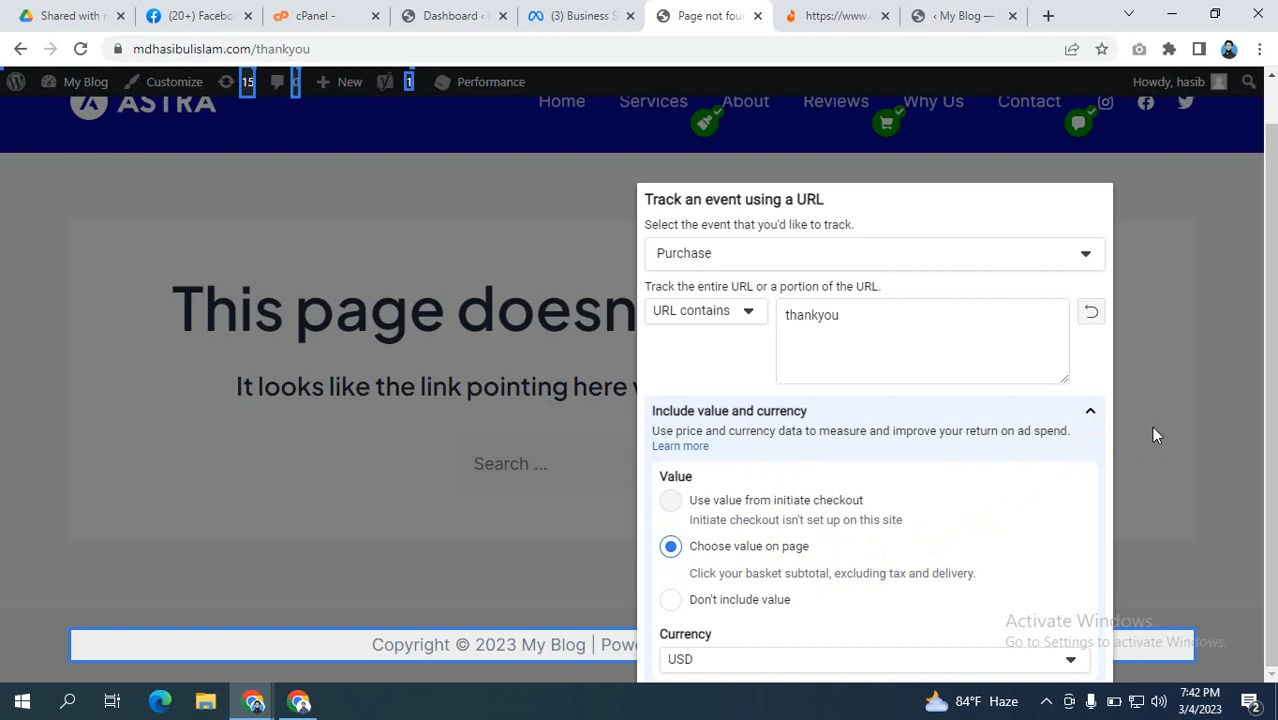 Shared with m
(20+) Faceboo
cPanel -
Dashboard ‹
(3) Business S
Page not foun
https://www.
‹ My Blog —
mdhasibulislam.com/thankyou
My Blog
Customize
15
0
New
1
Performance
Howdy, hasib
ASTRA
Home
Services
About
Reviews
Why Us
Contact
This page doesn
It looks like the link pointing here
Search ...
Track an event using a URL
Select the event that you'd like to track.
Purchase
Track the entire URL or a portion of the URL.
URL contains
thankyou
Include value and currency
Use price and currency data to measure and improve your return on ad spend.
Learn more
Value
Use value from initiate checkout
Initiate checkout isn't set up on this site
Choose value on page
Click your basket subtotal, excluding tax and delivery.
Don't include value
Currency
USD
Copyright © 2023 My Blog | Powe
Activate Windows
Go to Settings to activate Windows.
84°F Haze
7:42 PM
3/4/2023
2